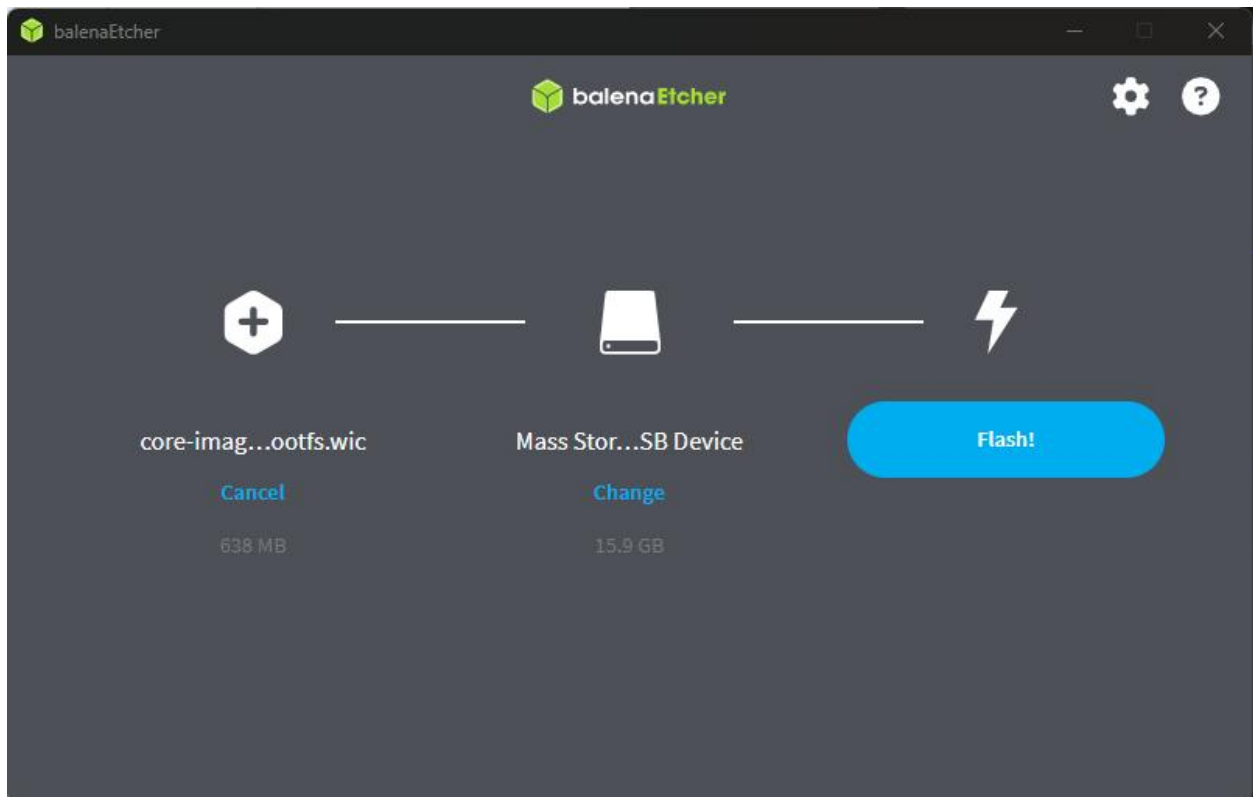 balenaEtcher
balenaEtcher
?
core-imag...ootfs.wic
Mass Stor...SB Device
Flash!
Cancel
Change
638 MB
15.9 GB